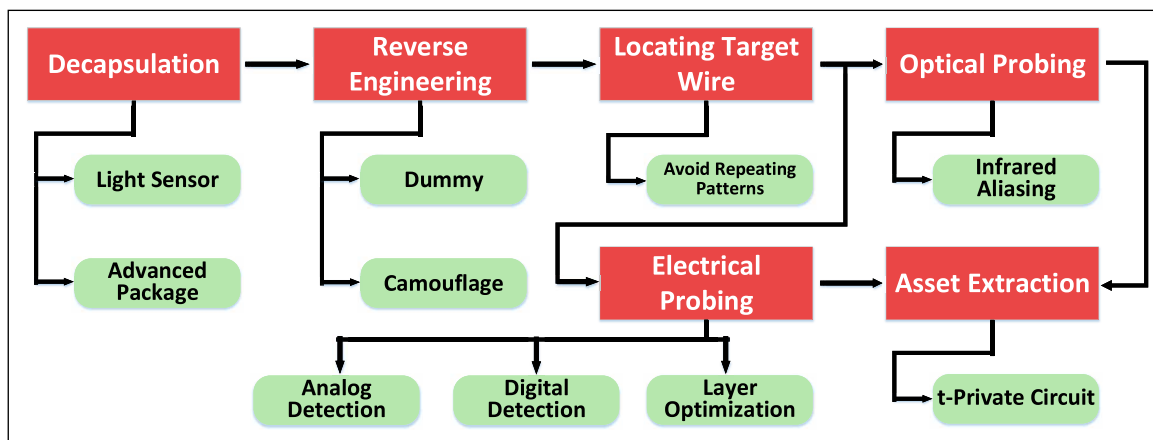 Decapsulation
Reverse
Engineering
Locating Target
Wire
Optical Probing
Light Sensor
Dummy
Avoid Repeating
Patterns
Infrared
Aliasing
Advanced
Package
Camouflage
Electrical
Probing
Asset Extraction
Analog
Detection
Digital
Detection
Layer
Optimization
t-Private Circuit